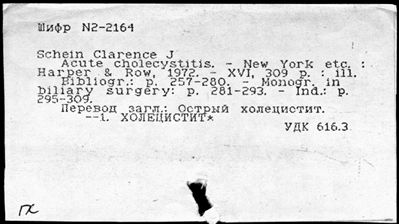 Шифр N2-2164
Schein Clarence J
Acute cholecystitis. - New York etc. :
Harper & Row, 1972. - XVI, 309 p. : ill.
Bibliogr.: p. 257-280. - Monogr. in
biliary surgery: p. 281-293. - Ind.: p.
295-309.
Перевод загл.: Острый холецистит.
--1. ХОЛЕЦИСТИТ*
УДК 616.3
ГХ